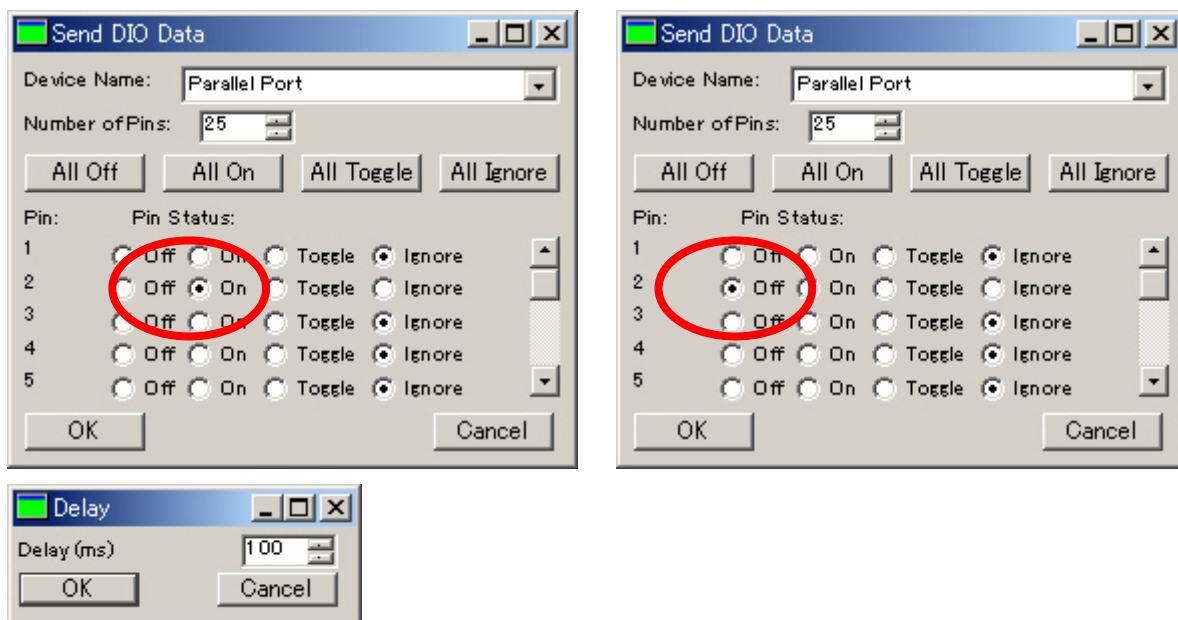 Send DIO Data
Device Name: Parallel Port
Number of Pins: 25
All Off All On All Toggle All Ignore
Pin: Pin Status:
1 Off On Toggle Ignore
2 Off On Toggle Ignore
3 Off On Toggle Ignore
4 Off On Toggle Ignore
5 Off On Toggle Ignore
OK Cancel
Send DIO Data
Device Name: Parallel Port
Number of Pins: 25
All Off All On All Toggle All Ignore
Pin: Pin Status:
1 Off On Toggle Ignore
2 Off On Toggle Ignore
3 Off On Toggle Ignore
4 Off On Toggle Ignore
5 Off On Toggle Ignore
OK Cancel
Delay
Delay (ms) 100
OK Cancel